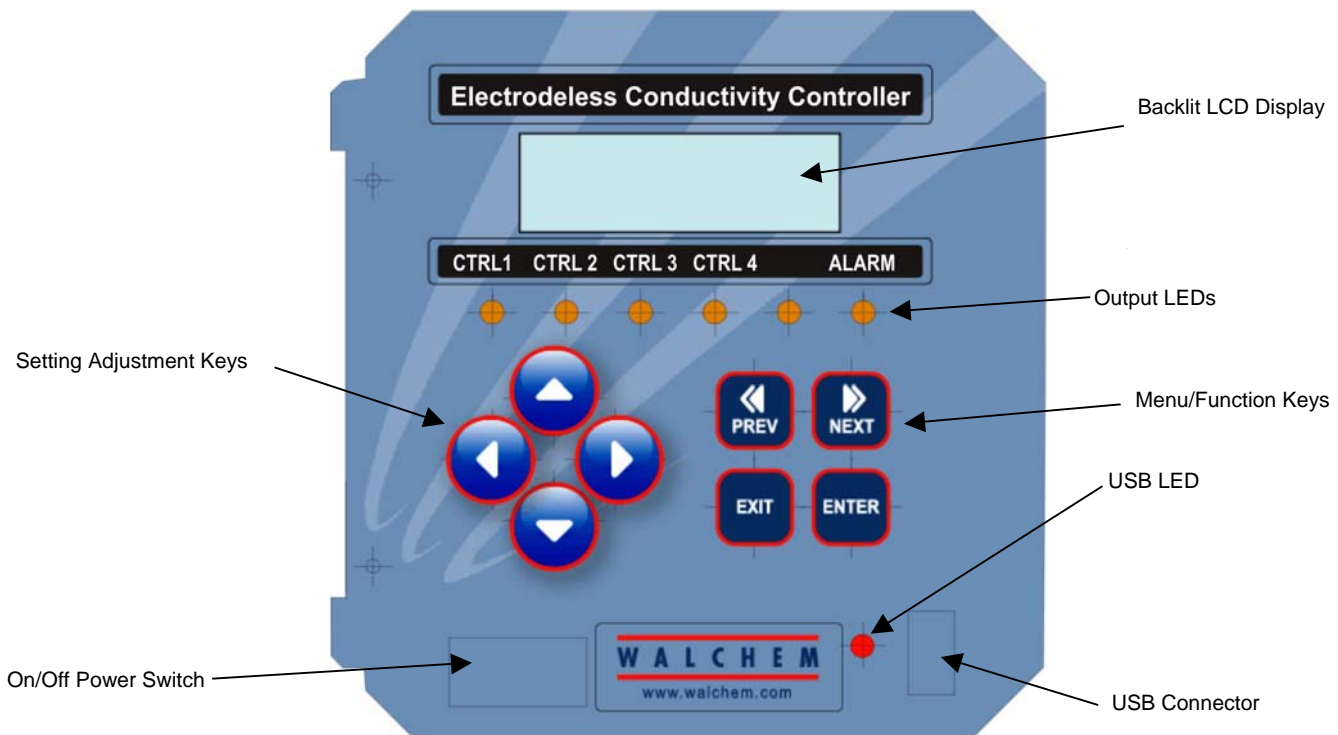 Electrodeless Conductivity Controller
Backlit LCD Display
CTRL1 CTRL 2 CTRL 3 CTRL 4 ALARM
Output LEDs
Setting Adjustment Keys
PREV NEXT
Menu/Function Keys
USB LED
EXIT ENTER
On/Off Power Switch
WALCHEM
www.walchem.com
USB Connector